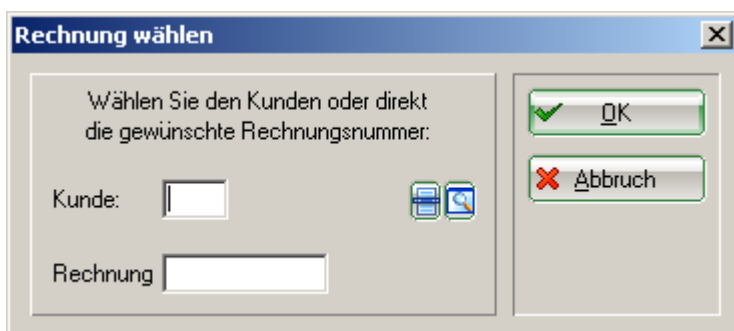 Rechnung wählen
Wählen Sie den Kunden oder direkt
die gewünschte Rechnungsnummer:
Kunde:
Rechnung
OK
Abbruch